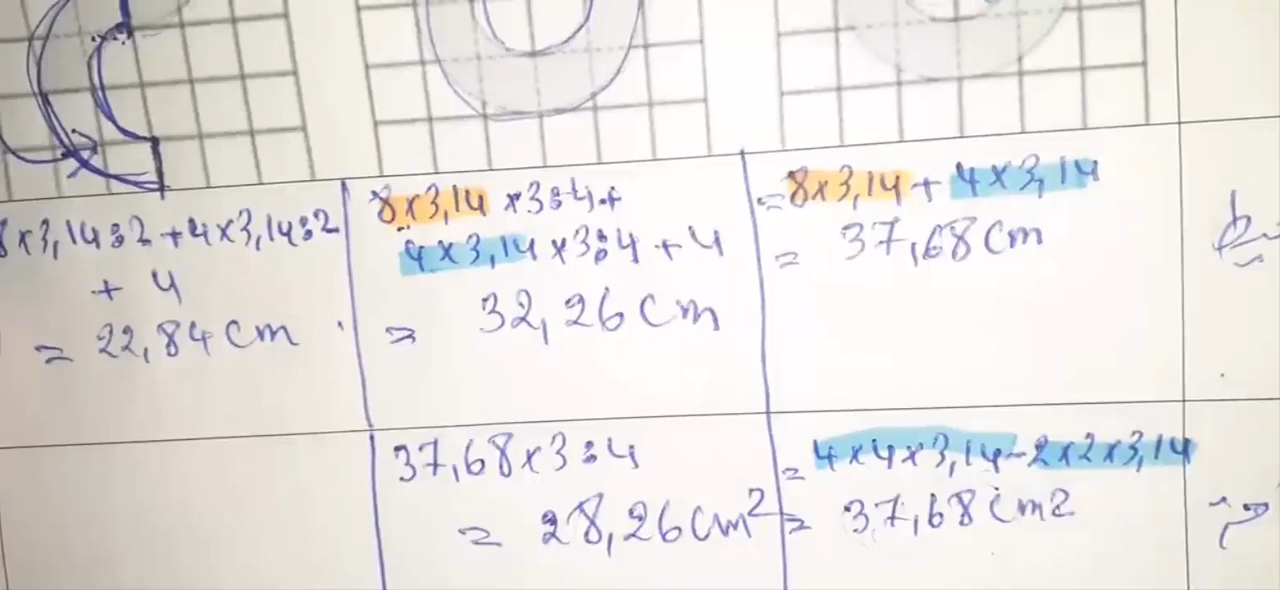 8x3,14:2 + 4x3,14:2
+ 4
= 22,84 cm
8x3,14 x3:4 +
4x3,14 x3:4 + 4
= 32,26 cm
= 8x3,14 + 4x3,14
= 37,68 cm
37,68x3:4
= 28,26 cm²
= 4x4x3,14 - 2x2x3,14
= 37,68 cm2